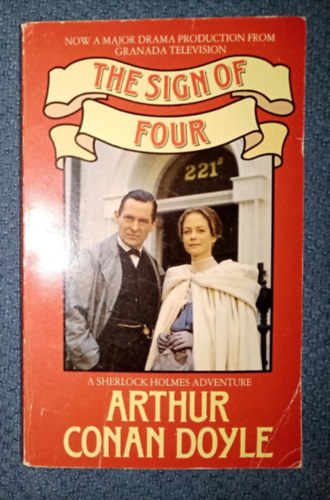 NOW A MAJOR DRAMA PRODUCTION FROM
GRANADA TELEVISION
THE SIGN OF
FOUR
221B
A SHERLOCK HOLMES ADVENTURE
ARTHUR
CONAN DOYLE